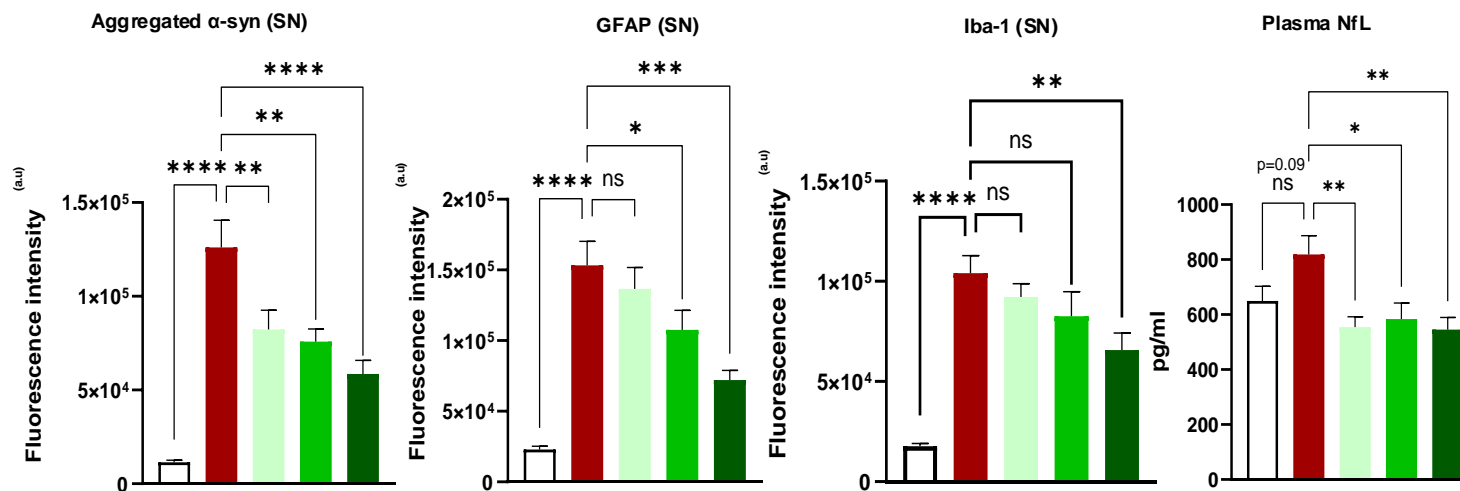 Aggregated α-syn (SN)
****
**
**** **
Fluorescence intensity (a.u)
1.5×10⁵
1×10⁵
5×10⁴
0
GFAP (SN)
***
*
**** ns
Fluorescence intensity (a.u)
2×10⁵
1.5×10⁵
1×10⁵
5×10⁴
0
Iba-1 (SN)
**
ns
**** ns
Fluorescence intensity (a.u)
1.5×10⁵
1×10⁵
5×10⁴
0
Plasma NfL
**
*
p=0.09
ns **
pg/ml
1000
800
600
400
200
0